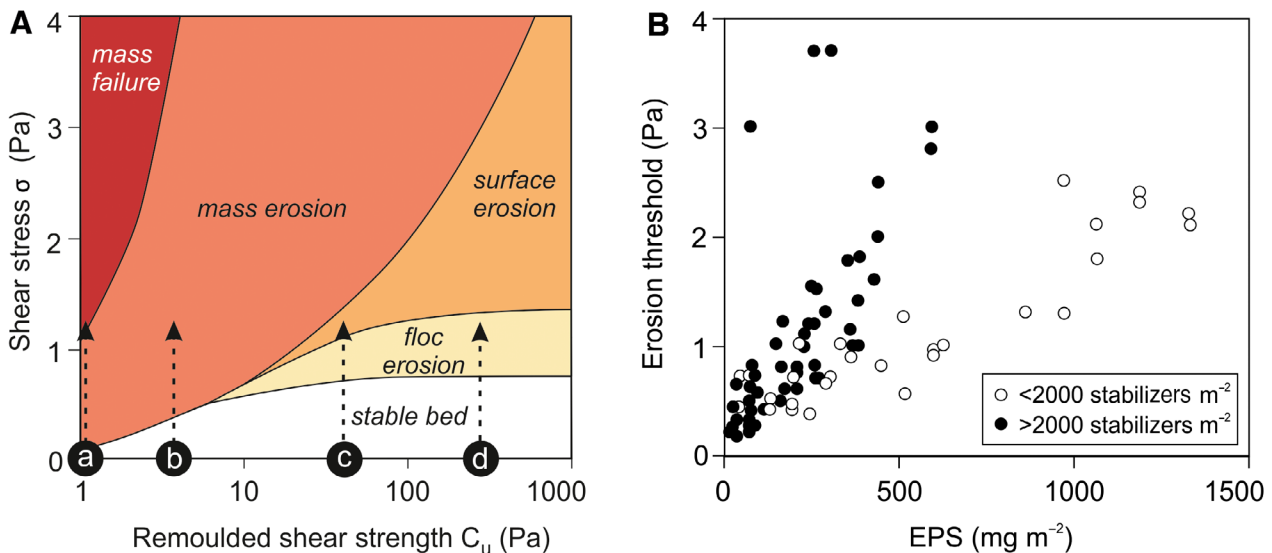 A
4
3
2
1
0
Shear stress σ (Pa)
mass
failure
mass erosion
surface
erosion
floc
erosion
stable bed
a
b
c
d
1
10
100
1000
Remoulded shear strength Cᵤ (Pa)
B
4
3
2
1
0
Erosion threshold (Pa)
<2000 stabilizers m⁻²
>2000 stabilizers m⁻²
0
500
1000
1500
EPS (mg m⁻²)